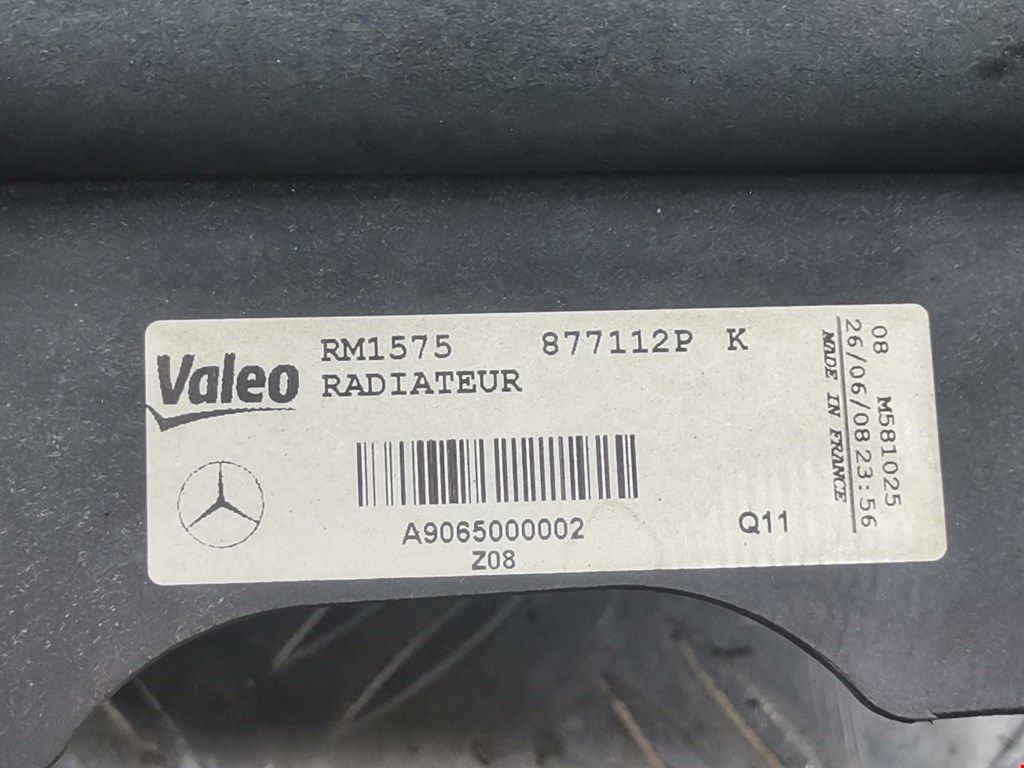 Valeo
RM1575 877112P K
RADIATEUR
A9065000002
Z08
Q11
08 M581025
26/06/08 23:56
MADE IN FRANCE